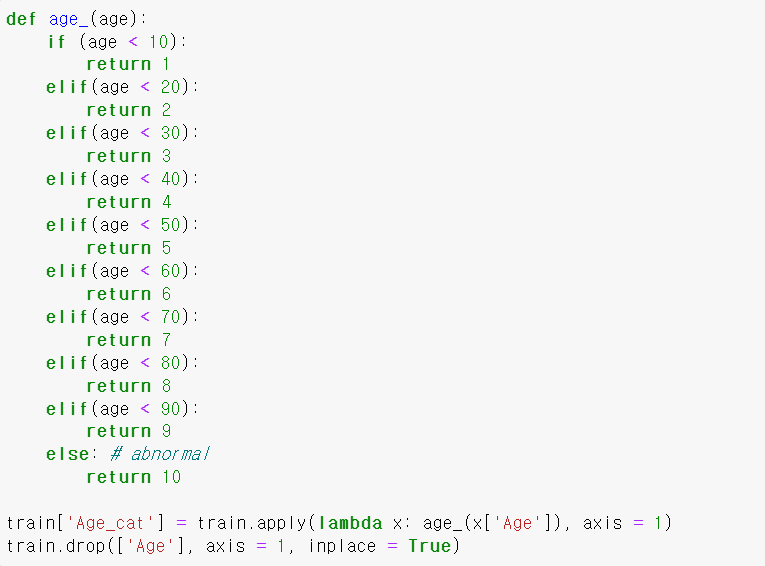 def age_(age):
    if (age < 10):
        return 1
    elif(age < 20):
        return 2
    elif(age < 30):
        return 3
    elif(age < 40):
        return 4
    elif(age < 50):
        return 5
    elif(age < 60):
        return 6
    elif(age < 70):
        return 7
    elif(age < 80):
        return 8
    elif(age < 90):
        return 9
    else: # abnormal
        return 10

train['Age_cat'] = train.apply(lambda x: age_(x['Age']), axis = 1)
train.drop(['Age'], axis = 1, inplace = True)